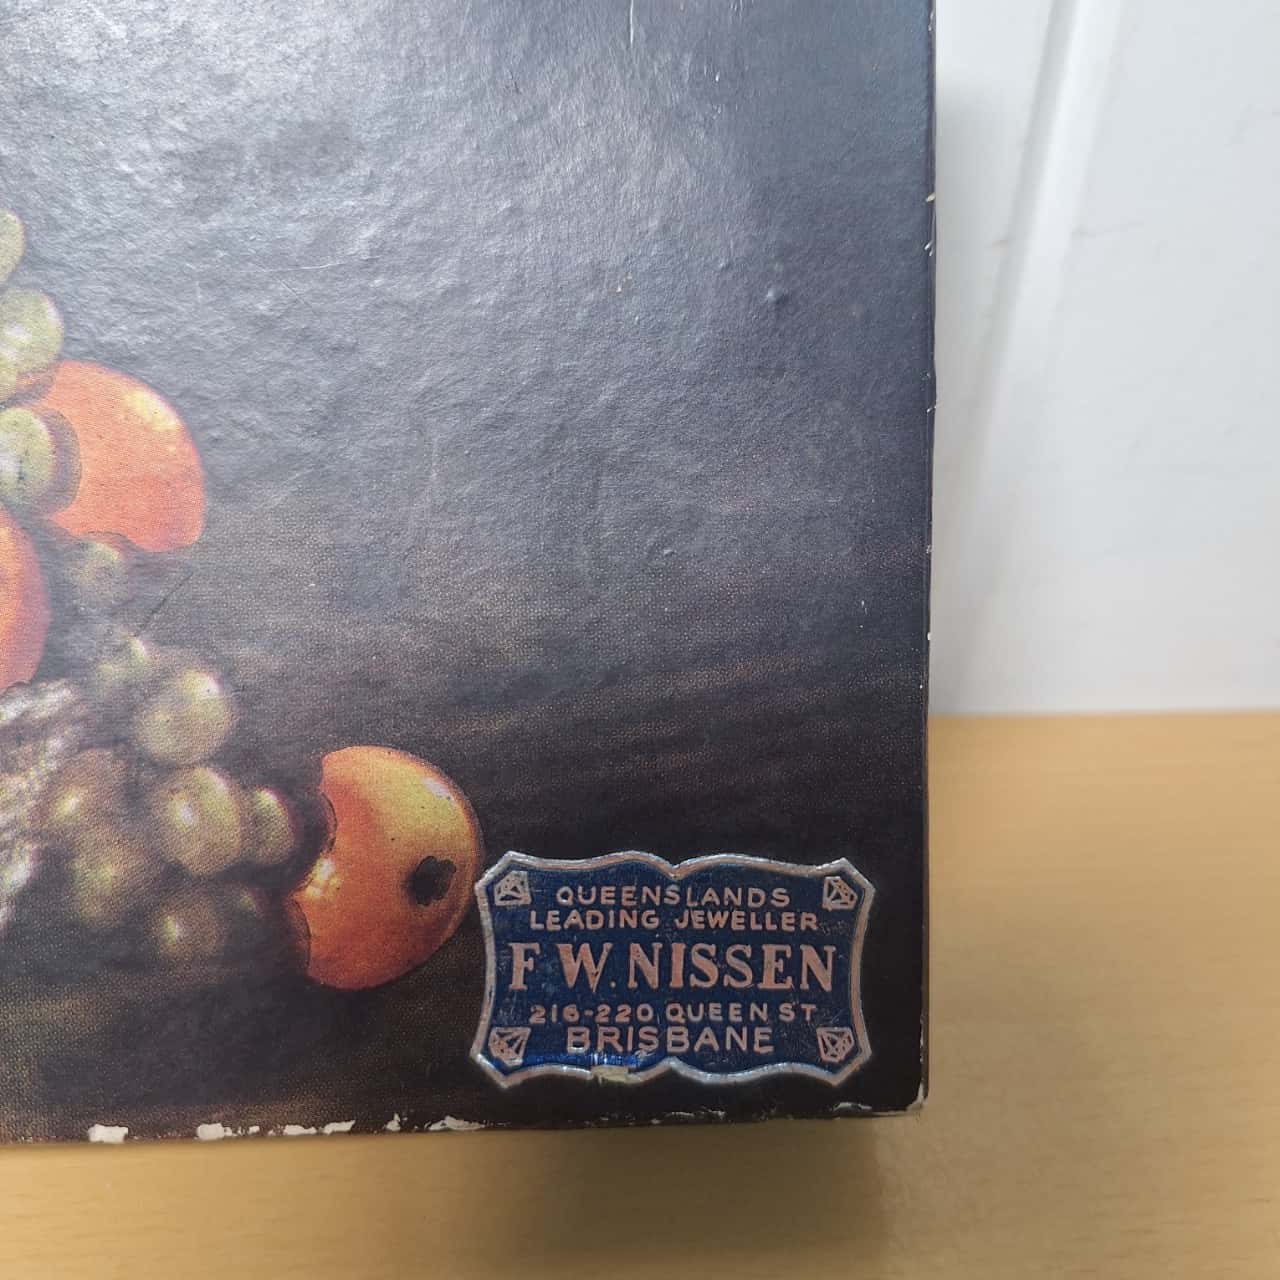 QUEENSLANDS
LEADING JEWELLER
F. W. NISSEN
216-220 QUEEN ST
BRISBANE